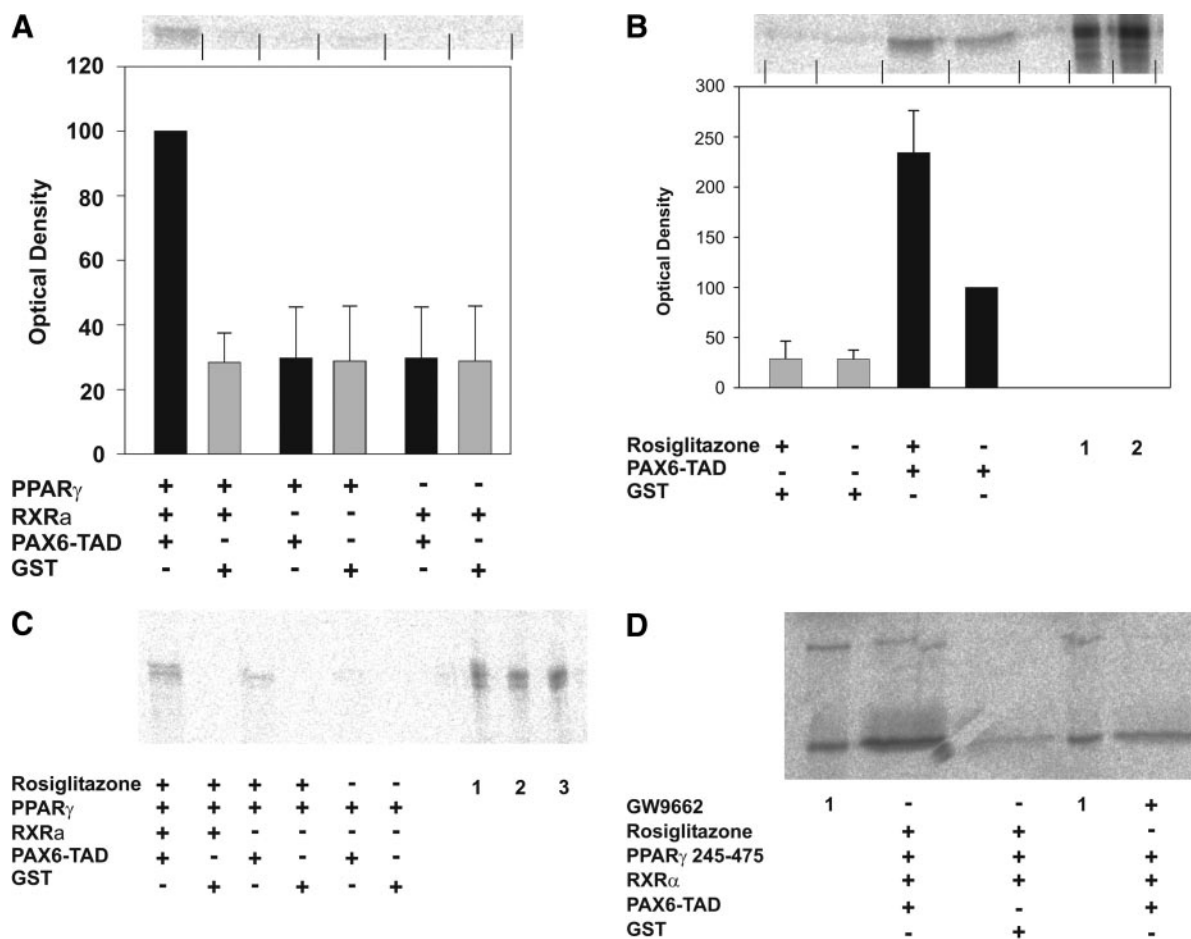 A
120
100
80
60
40
20
0
Optical Density
PPARγ + + + + - -
RXRa + + - - + +
PAX6-TAD + - + - + -
GST - + - + - +
B
300
250
200
150
100
50
0
Optical Density
Rosiglitazone + - + - 1 2
PAX6-TAD - - + +
GST + + - -
C
Rosiglitazone + + + + - - 1 2 3
PPARγ + + + + + +
RXRa + + - - - -
PAX6-TAD + - + - + -
GST - + - + - +
D
GW9662 1 - - 1 +
Rosiglitazone + + -
PPARγ 245-475 + + +
RXRα + + +
PAX6-TAD + - +
GST - + -